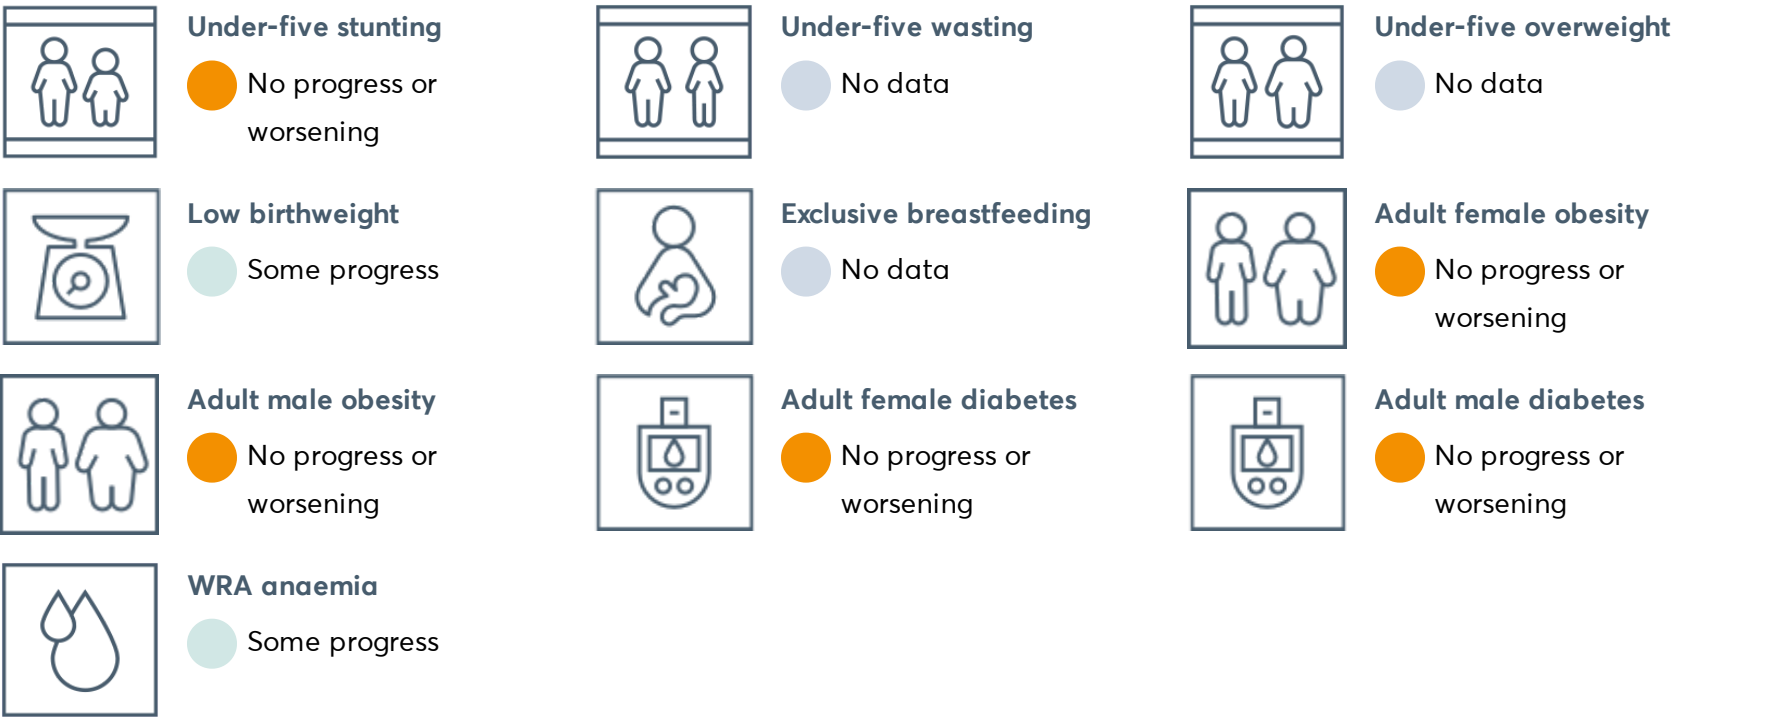 Under-five stunting
No progress or
worsening
Under-five wasting
No data
Under-five overweight
No data
Low birthweight
Some progress
Exclusive breastfeeding
No data
Adult female obesity
No progress or
worsening
Adult male obesity
No progress or
worsening
Adult female diabetes
No progress or
worsening
Adult male diabetes
No progress or
worsening
WRA anaemia
Some progress